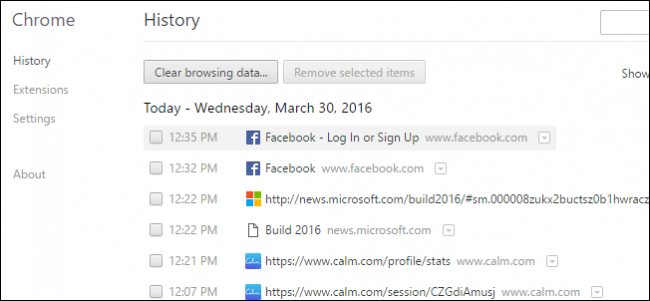 Chrome
History
History
Extensions
Settings
About
Clear browsing data...
Remove selected items
Show
Today - Wednesday, March 30, 2016
12:35 PM Facebook - Log In or Sign Up www.facebook.com
12:32 PM Facebook www.facebook.com
12:22 PM http://news.microsoft.com/build2016/#sm.000008zukx2buctsz0b1hwracz
12:22 PM Build 2016 news.microsoft.com
12:21 PM https://www.calm.com/profile/stats www.calm.com
12:07 PM https://www.calm.com/session/CZGdiAmusj www.calm.com